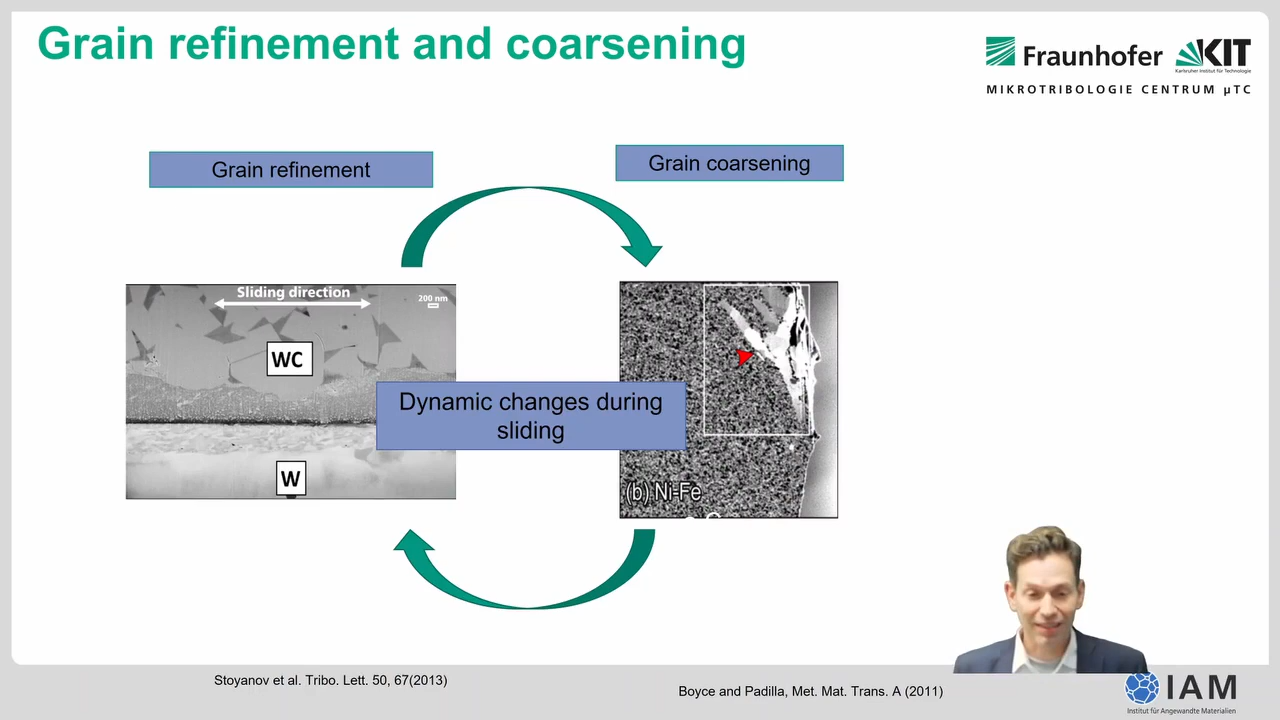 Grain refinement and coarsening
Fraunhofer
KIT
Karlsruher Institut für Technologie
MIKROTRIBOLOGIE CENTRUM µTC
Grain refinement
Grain coarsening
Sliding direction
200 nm
WC
Dynamic changes during
sliding
W
(b) Ni-Fe
Stoyanov et al. Tribo. Lett. 50, 67(2013)
Boyce and Padilla, Met. Mat. Trans. A (2011)
IAM
Institut für Angewandte Materialien